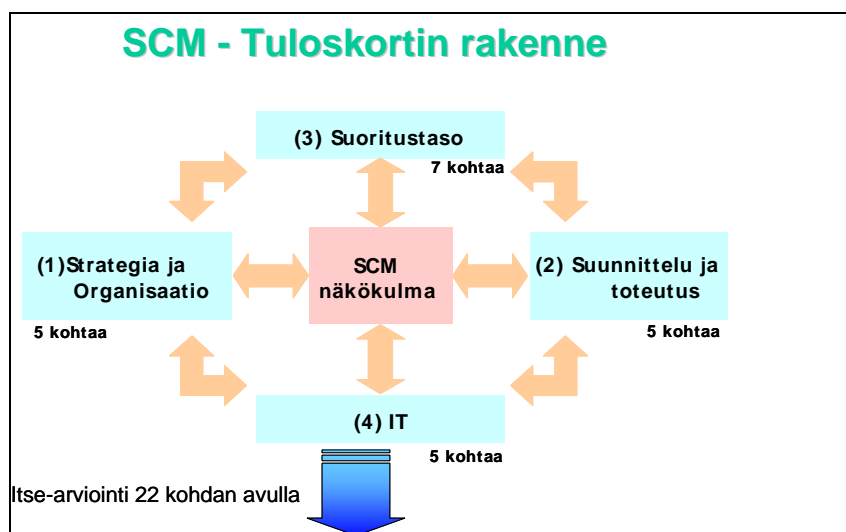 SCM - Tuloskortin rakenne
(3) Suoritustaso
7 kohtaa
(1)Strategia ja
Organisaatio
5 kohtaa
SCM
näkökulma
(2) Suunnittelu ja
toteutus
5 kohtaa
(4) IT
5 kohtaa
Itse-arviointi 22 kohdan avulla